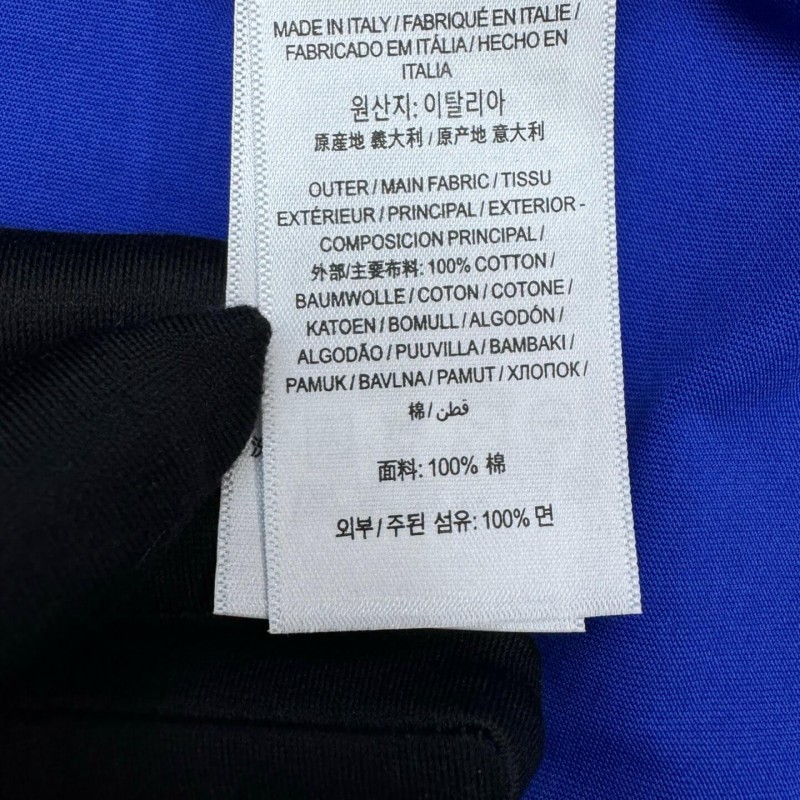 MADE IN ITALY / FABRIQUÉ EN ITALIE /
FABRICADO EM ITÁLIA / HECHO EN
ITALIA
원산지: 이탈리아
原産地 義大利 / 原产地 意大利
OUTER / MAIN FABRIC / TISSU
EXTÉRIEUR / PRINCIPAL / EXTERIOR -
COMPOSICION PRINCIPAL /
外部/主要布料: 100% COTTON /
BAUMWOLLE / COTON / COTONE /
KATOEN / BOMULL / ALGODÓN /
ALGODÃO / PUUVILLA / BAMBAKI /
PAMUK / BAVLNA / PAMUT / ХЛОПОК /
棉 / قطن
面料: 100% 棉
외부 / 주된 섬유: 100% 면